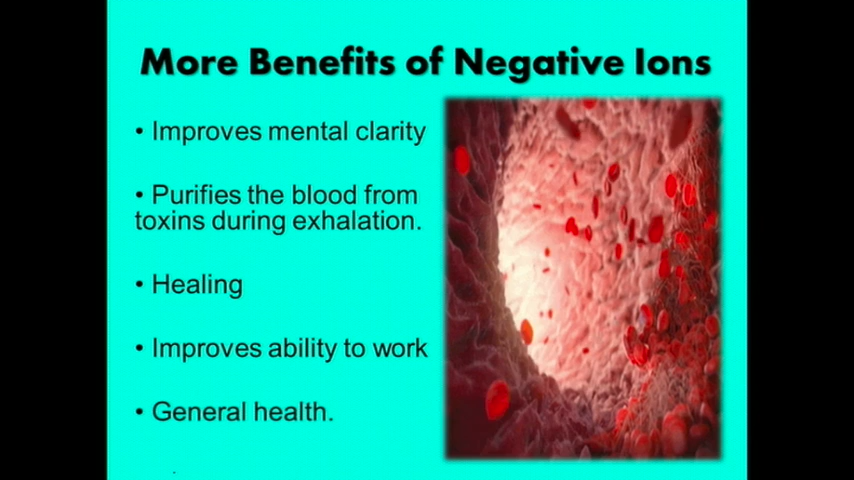 More Benefits of Negative Ions
• Improves mental clarity
• Purifies the blood from
toxins during exhalation.
• Healing
• Improves ability to work
• General health.